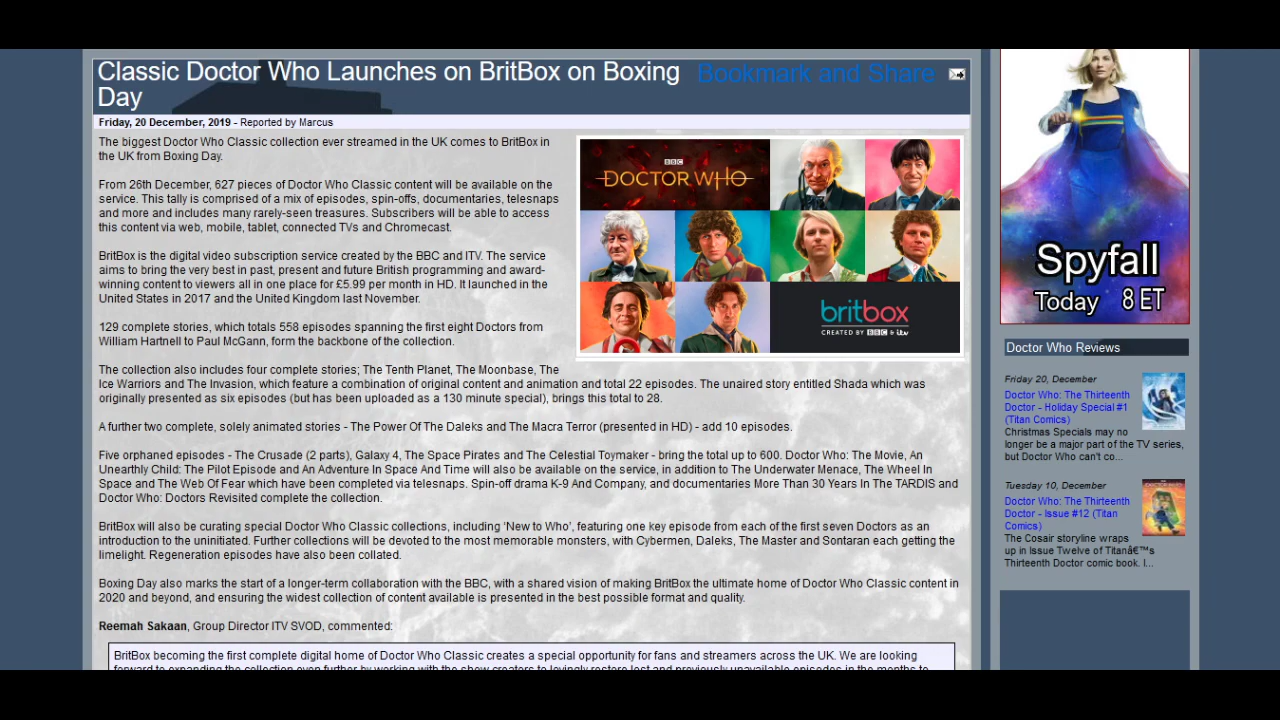 Classic Doctor Who Launches on BritBox on Boxing
Day
Bookmark and Share
Friday, 20 December, 2019 - Reported by Marcus
The biggest Doctor Who Classic collection ever streamed in the UK comes to BritBox in
the UK from Boxing Day.
From 26th December, 627 pieces of Doctor Who Classic content will be available on the
service. This tally is comprised of a mix of episodes, spin-offs, documentaries, telesnaps
and more and includes many rarely-seen treasures. Subscribers will be able to access
this content via web, mobile, tablet, connected TVs and Chromecast.
BritBox is the digital video subscription service created by the BBC and ITV. The service
aims to bring the very best in past, present and future British programming and award-
winning content to viewers all in one place for £5.99 per month in HD. It launched in the
United States in 2017 and the United Kingdom last November.
129 complete stories, which totals 558 episodes spanning the first eight Doctors from
William Hartnell to Paul McGann, form the backbone of the collection.
The collection also includes four complete stories; The Tenth Planet, The Moonbase, The
Ice Warriors and The Invasion, which feature a combination of original content and animation and total 22 episodes. The unaired story entitled Shada which was
originally presented as six episodes (but has been uploaded as a 130 minute special), brings this total to 28.
A further two complete, solely animated stories - The Power Of The Daleks and The Macra Terror (presented in HD) - add 10 episodes.
Five orphaned episodes - The Crusade (2 parts), Galaxy 4, The Space Pirates and The Celestial Toymaker - bring the total up to 600. Doctor Who: The Movie, An
Unearthly Child: The Pilot Episode and An Adventure In Space And Time will also be available on the service, in addition to The Underwater Menace, The Wheel In
Space and The Web Of Fear which have been completed via telesnaps. Spin-off drama K-9 And Company, and documentaries More Than 30 Years In The TARDIS and
Doctor Who: Doctors Revisited complete the collection.
BritBox will also be curating special Doctor Who Classic collections, including 'New to Who', featuring one key episode from each of the first seven Doctors as an
introduction to the uninitiated. Further collections will be devoted to the most memorable monsters, with Cybermen, Daleks, The Master and Sontaran each getting the
limelight. Regeneration episodes have also been collated.
Boxing Day also marks the start of a longer-term collaboration with the BBC, with a shared vision of making BritBox the ultimate home of Doctor Who Classic content in
2020 and beyond, and ensuring the widest collection of content available is presented in the best possible format and quality.
Reemah Sakaan, Group Director ITV SVOD, commented:
BritBox becoming the first complete digital home of Doctor Who Classic creates a special opportunity for fans and streamers across the UK. We are looking
forward to expanding the collection even further by working with the show creators to lovingly restore lost and previously unavailable episodes in the months to
BBC
DOCTOR WHO
britbox
CREATED BY BBC & itv
Spyfall
Today 8 ET
Doctor Who Reviews
Friday 20, December
Doctor Who: The Thirteenth
Doctor - Holiday Special #1
(Titan Comics)
Christmas Specials may no
longer be a major part of the TV series,
but Doctor Who can't co...
Tuesday 10, December
Doctor Who: The Thirteenth
Doctor - Issue #12 (Titan
Comics)
The Cosair storyline wraps
up in Issue Twelve of Titanâ€™s
Thirteenth Doctor comic book. I...